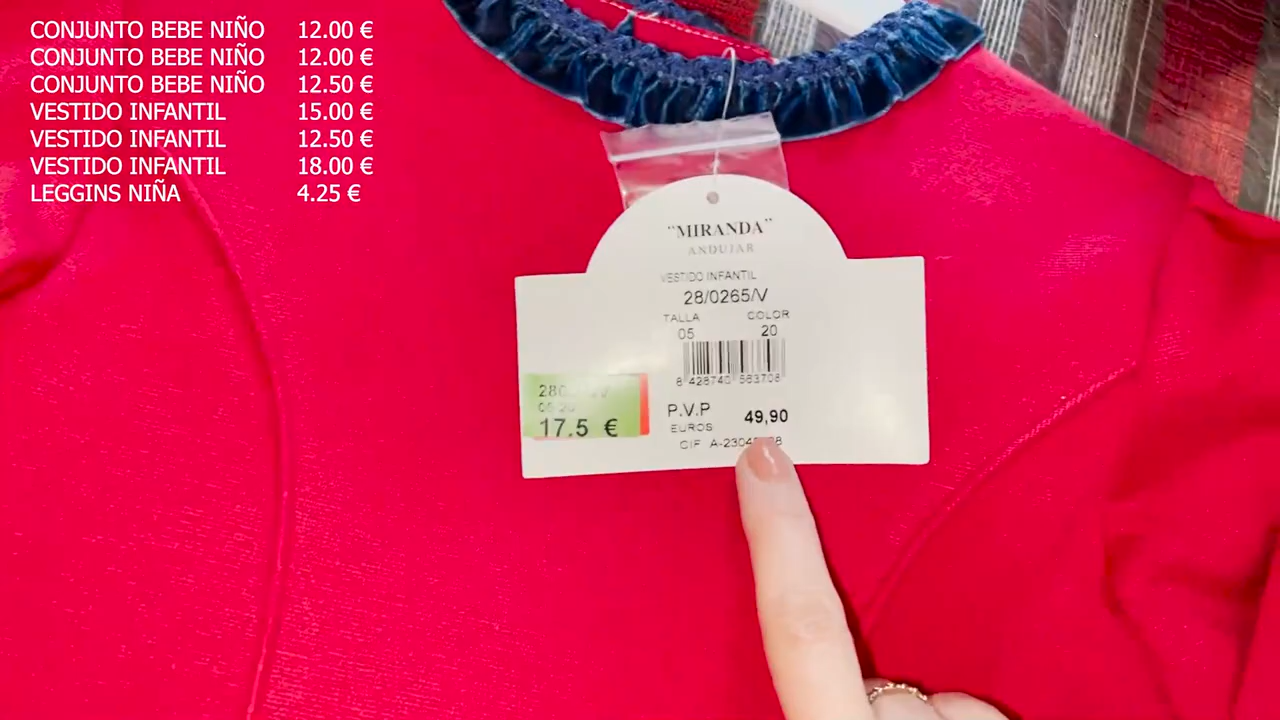 CONJUNTO BEBE NIÑO 12.00 €
CONJUNTO BEBE NIÑO 12.00 €
CONJUNTO BEBE NIÑO 12.50 €
VESTIDO INFANTIL 15.00 €
VESTIDO INFANTIL 12.50 €
VESTIDO INFANTIL 18.00 €
LEGGINS NIÑA 4.25 €
"MIRANDA"
ANDUJAR
VESTIDO INFANTIL
28/0265/V
TALLA COLOR
05 20
8 428740 563708
17.5 €
P.V.P 49,90
EUROS
CIF